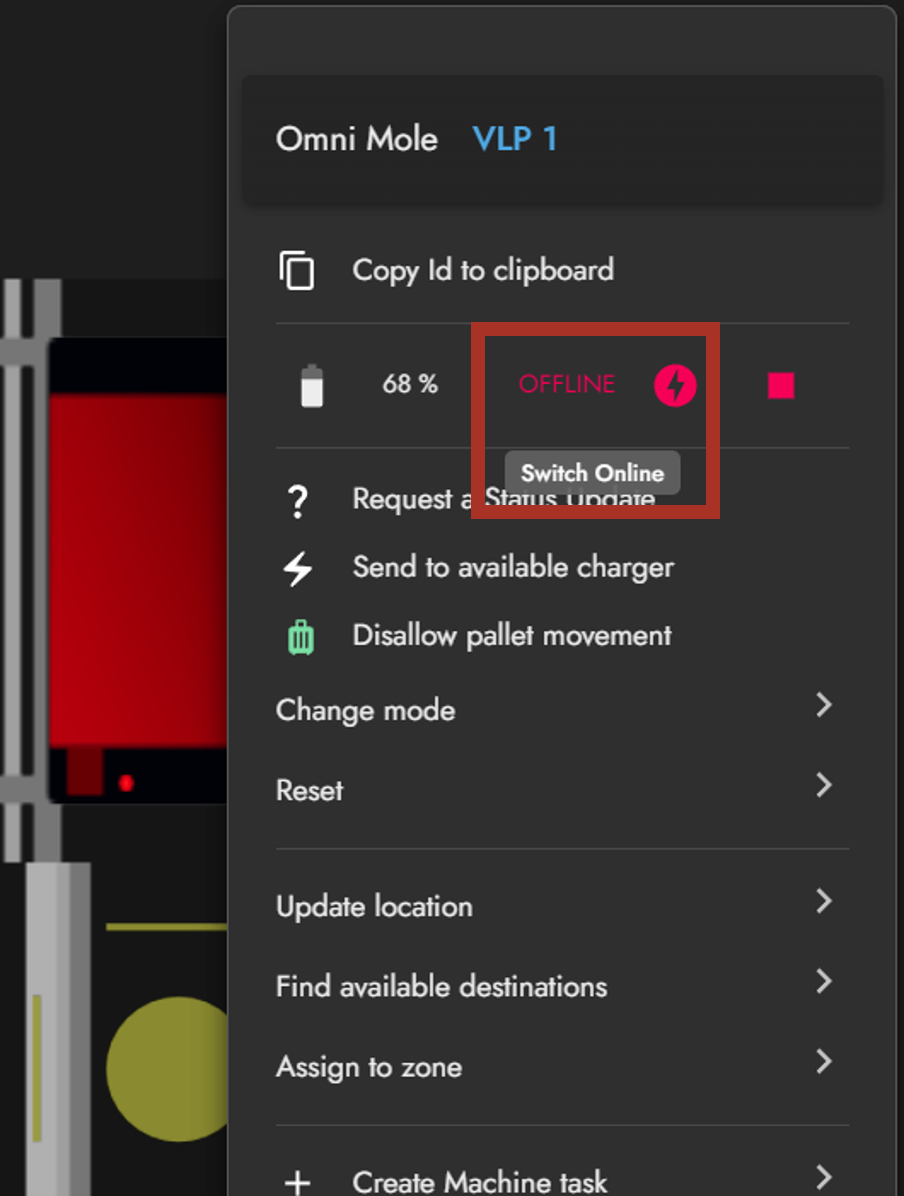 Omni Mole VLP 1
Copy Id to clipboard
68 % OFFLINE
Switch Online
Request a Status Update
Send to available charger
Disallow pallet movement
Change mode
Reset
Update location
Find available destinations
Assign to zone
Create Machine task